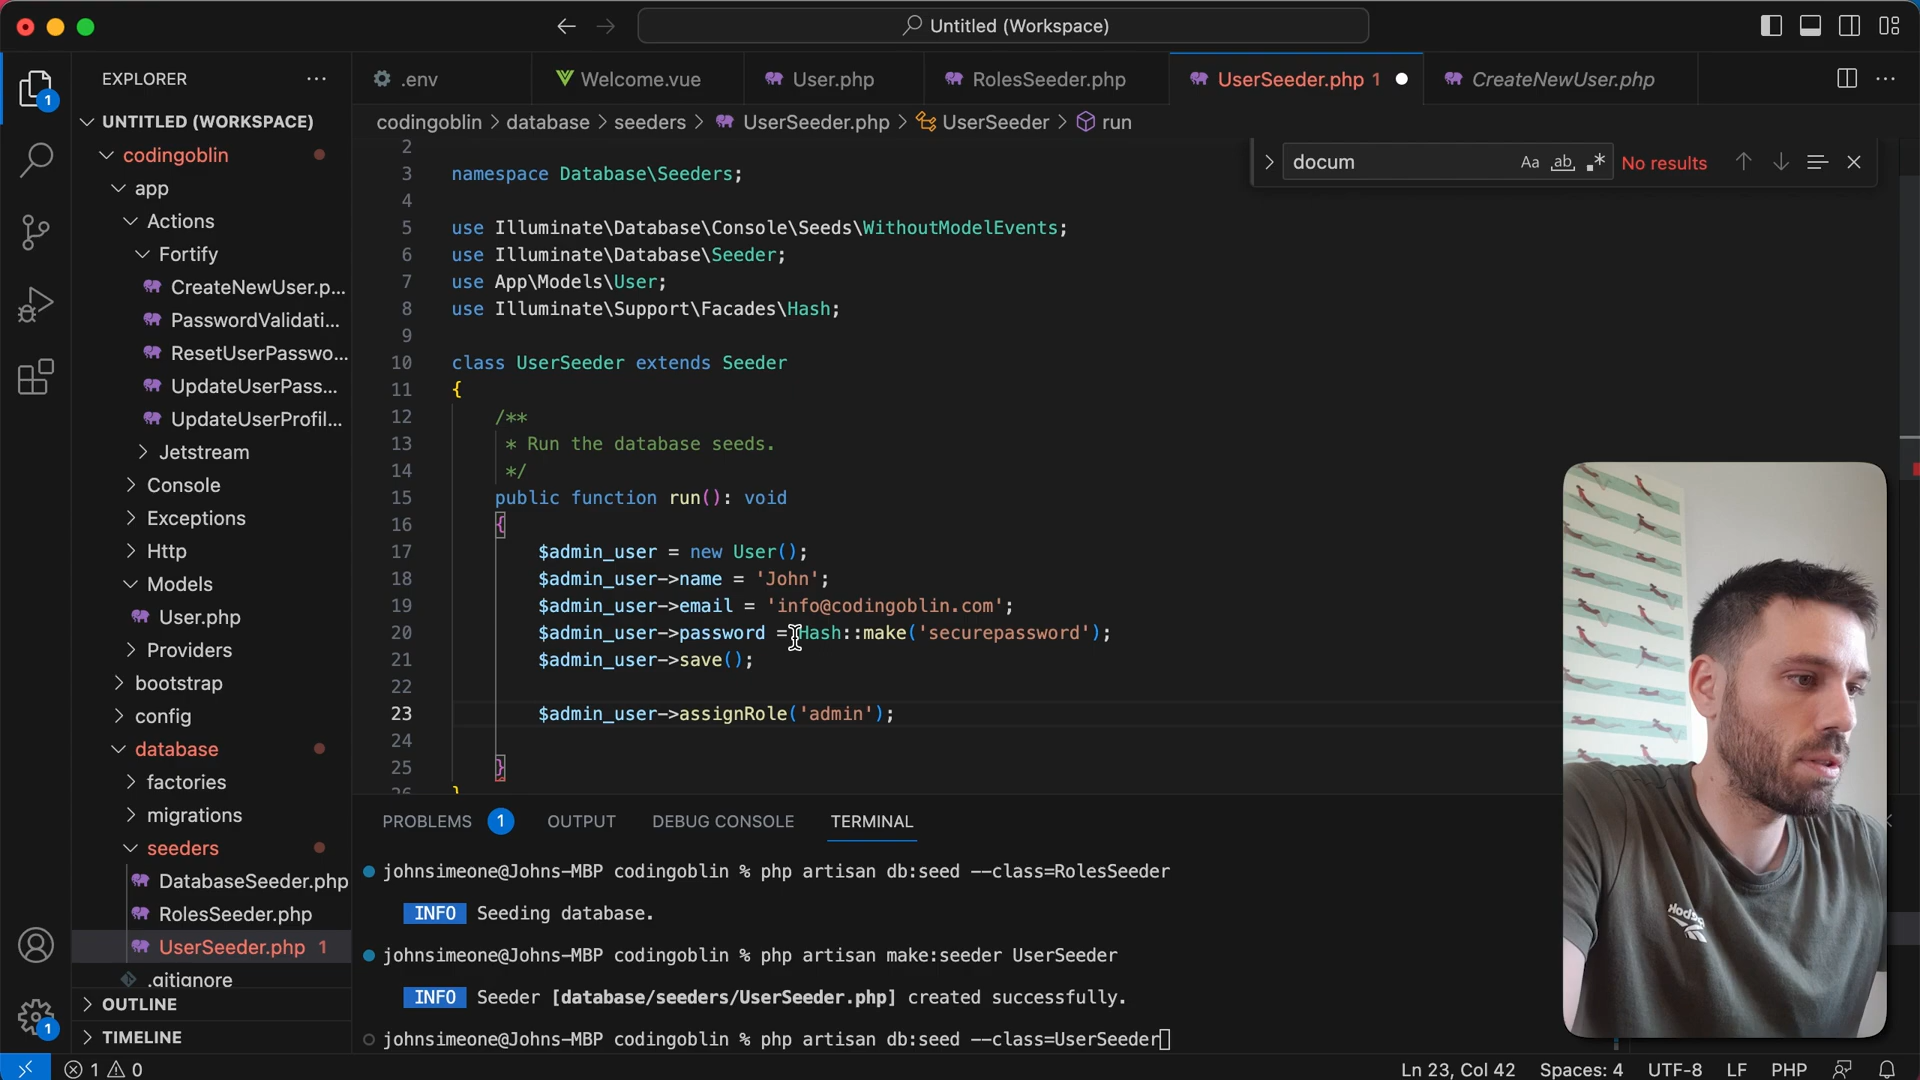 Untitled (Workspace)
EXPLORER
.env
Welcome.vue
User.php
RolesSeeder.php
UserSeeder.php 1
CreateNewUser.php
1
UNTITLED (WORKSPACE)
codingoblin
app
Actions
Fortify
CreateNewUser.p...
PasswordValidati...
ResetUserPasswo...
UpdateUserPass...
UpdateUserProfil...
Jetstream
Console
Exceptions
Http
Models
User.php
Providers
bootstrap
config
database
factories
migrations
seeders
DatabaseSeeder.php
RolesSeeder.php
UserSeeder.php 1
.gitignore
OUTLINE
TIMELINE
1
codingoblin > database > seeders > UserSeeder.php > UserSeeder > run
docum
Aa ab .*
No results
2
3 namespace Database\Seeders;
4
5 use Illuminate\Database\Console\Seeds\WithoutModelEvents;
6 use Illuminate\Database\Seeder;
7 use App\Models\User;
8 use Illuminate\Support\Facades\Hash;
9
10 class UserSeeder extends Seeder
11 {
12 /**
13 * Run the database seeds.
14 */
15 public function run(): void
16 {
17 $admin_user = new User();
18 $admin_user->name = 'John';
19 $admin_user->email = 'info@codingoblin.com';
20 $admin_user->password = Hash::make('securepassword');
21 $admin_user->save();
22
23 $admin_user->assignRole('admin');
24
25 }
26 }
PROBLEMS 1 OUTPUT DEBUG CONSOLE TERMINAL
johnsimeone@Johns-MBP codingoblin % php artisan db:seed --class=RolesSeeder
INFO Seeding database.
johnsimeone@Johns-MBP codingoblin % php artisan make:seeder UserSeeder
INFO Seeder [database/seeders/UserSeeder.php] created successfully.
johnsimeone@Johns-MBP codingoblin % php artisan db:seed --class=UserSeeder
Reebok
1 0
Ln 23, Col 42 Spaces: 4 UTF-8 LF PHP